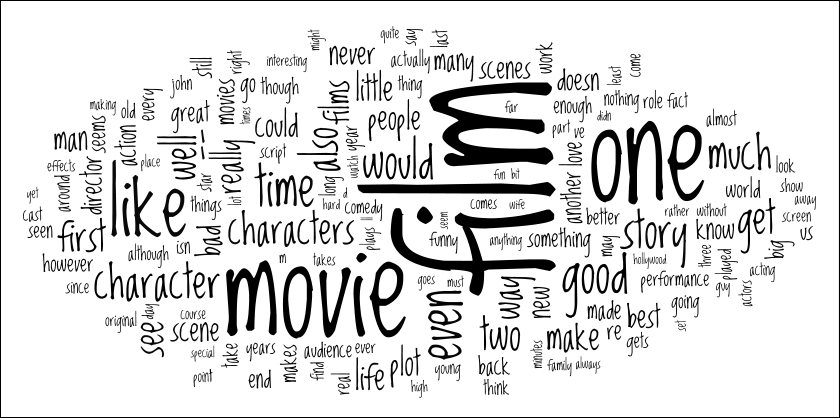 quite
say
last
might
never
actually
many
scenes
work
interesting
right
still
movies
go
though
john
great
every
making
old
little
thing
films
doesn
least
come
enough
nothing
role
fact
didn
far
film
man
seems
action
well
times
could
also
year
people
part
ve
one
almost
effects
place
director
around
script
really
watch
would
love
another
much
look
yet
cast
seen
like
star
things
lot
time
long
d
hard
comedy
fun
bit
comes
wife
world
show
away
screen
us
first
bad
characters
plays
still
seem
funny
anything
something
better
rather
without
story
know
get
may
big
however
although
isn
m
takes
movie
since
character
goes
must
good
hollywood
performance
three
played
guy
acting
actors
original
see
day
course
scene
even
way
new
made
re
best
going
set
gets
special
take
years
makes
audience
ever
two
make
minutes
family
always
point
end
find
real
life
plot
high
young
back
think
i